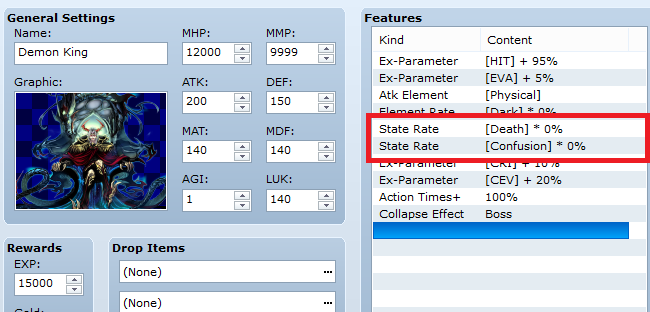 General Settings
Name:
Demon King
MHP:
12000
MMP:
9999
Graphic:
ATK:
200
DEF:
150
MAT:
140
MDF:
140
AGI:
1
LUK:
140
Rewards
EXP:
15000
Gold:
Drop Items
(None)
...
(None)
...
Features
Kind Content
Ex-Parameter [HIT] + 95%
Ex-Parameter [EVA] + 5%
Atk Element [Physical]
Element Rate [Dark] * 0%
State Rate [Death] * 0%
State Rate [Confusion] * 0%
Ex-Parameter [CRI] + 10%
Ex-Parameter [CEV] + 20%
Action Times+ 100%
Collapse Effect Boss